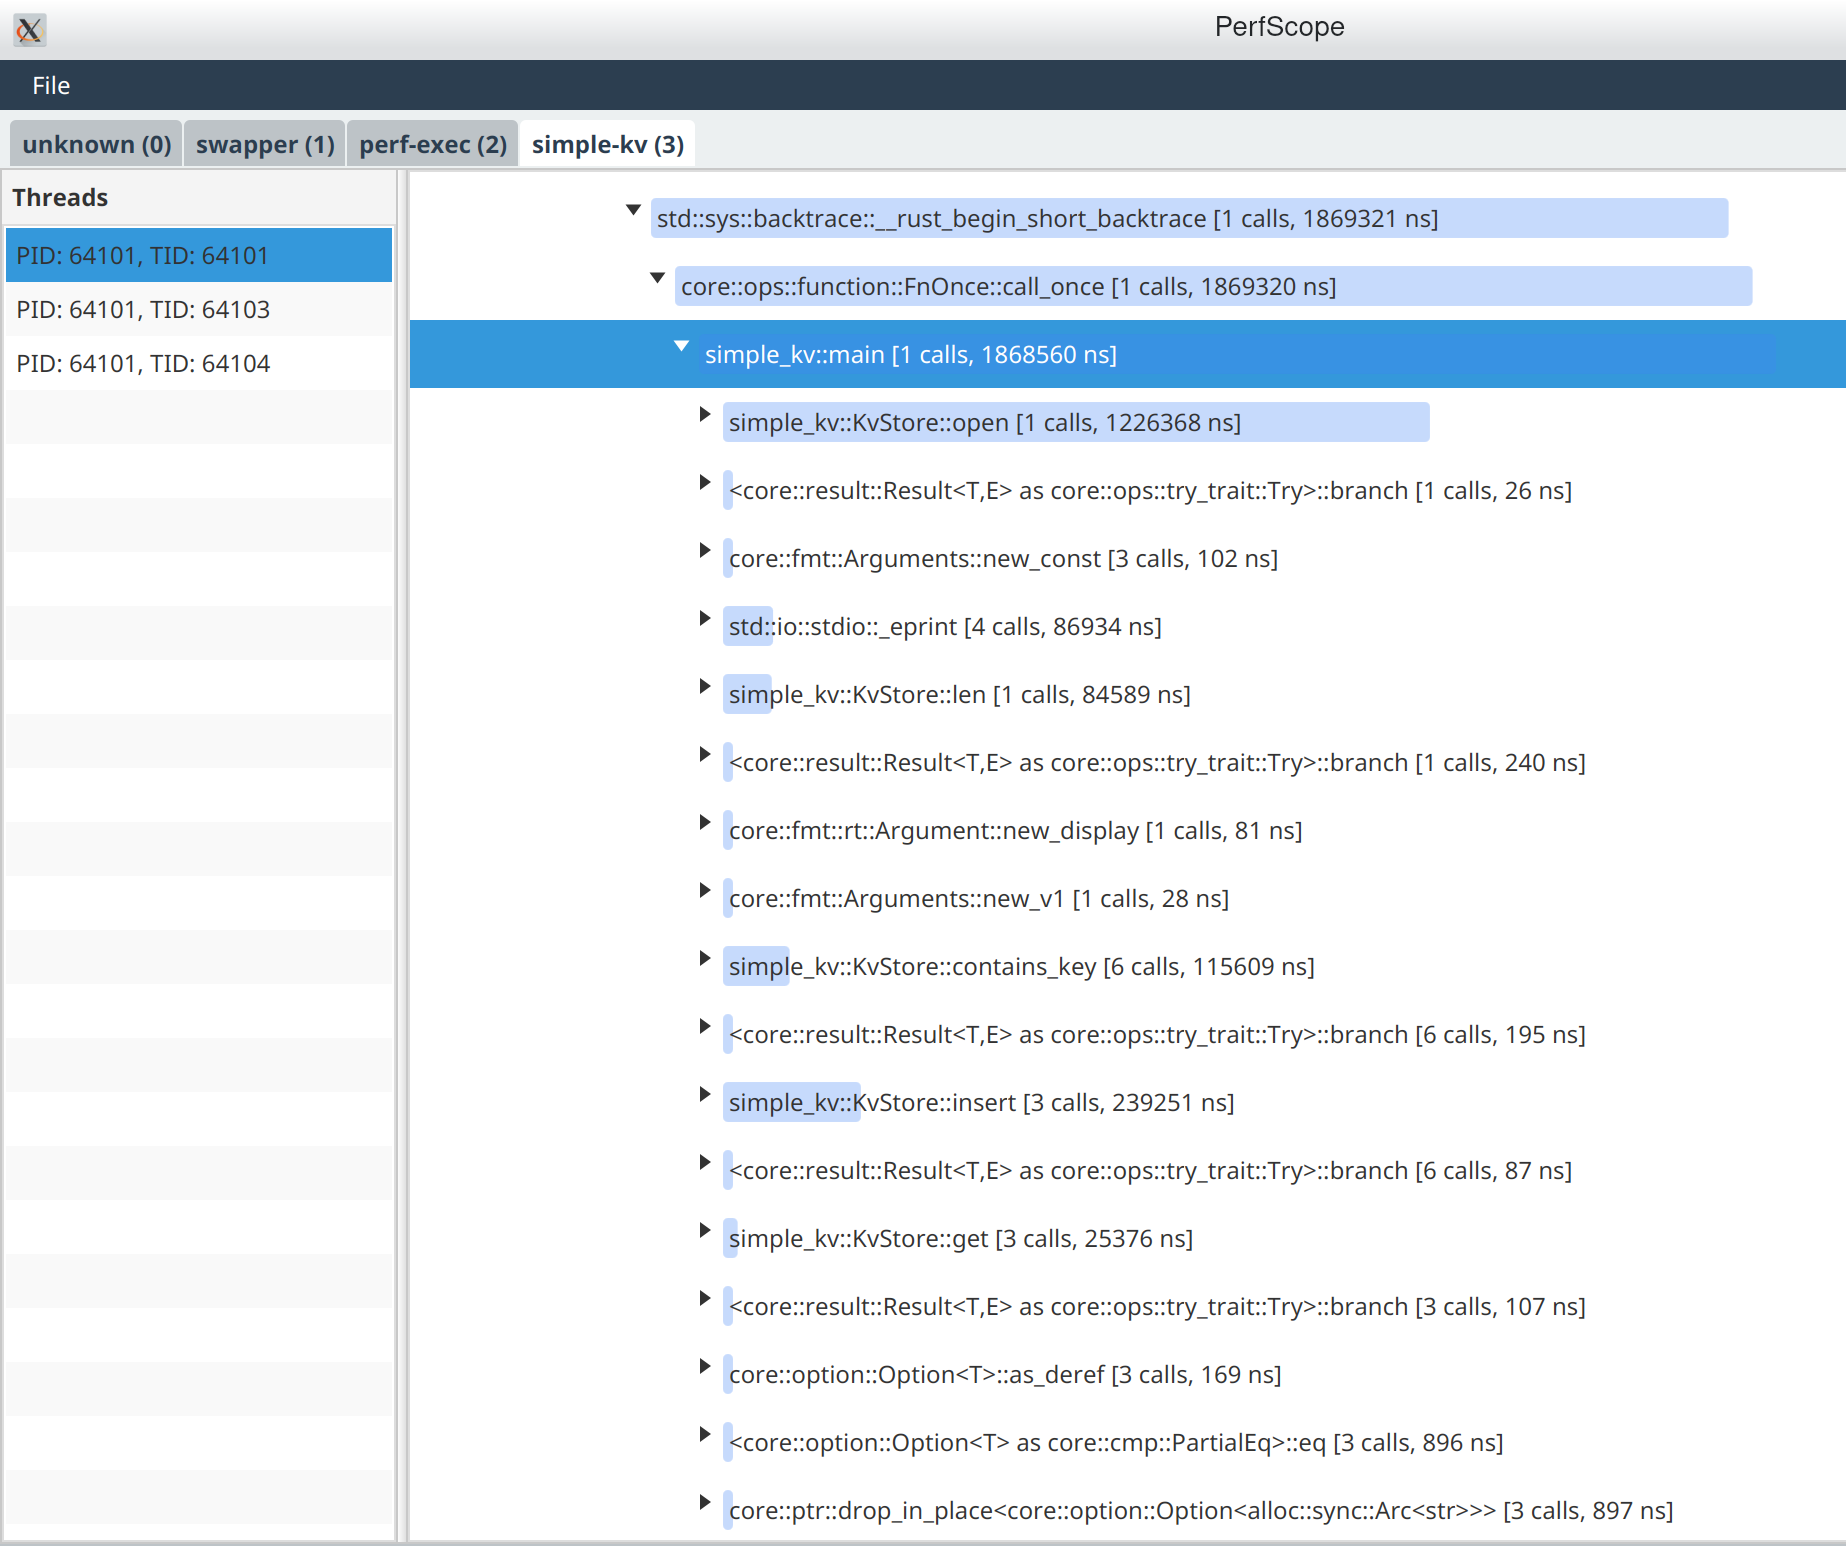 PerfScope
File
unknown (0) swapper (1) perf-exec (2) simple-kv (3)
Threads
PID: 64101, TID: 64101
PID: 64101, TID: 64103
PID: 64101, TID: 64104
std::sys::backtrace::__rust_begin_short_backtrace [1 calls, 1869321 ns]
core::ops::function::FnOnce::call_once [1 calls, 1869320 ns]
simple_kv::main [1 calls, 1868560 ns]
simple_kv::KvStore::open [1 calls, 1226368 ns]
<core::result::Result<T,E> as core::ops::try_trait::Try>::branch [1 calls, 26 ns]
core::fmt::Arguments::new_const [3 calls, 102 ns]
std::io::stdio::_eprint [4 calls, 86934 ns]
simple_kv::KvStore::len [1 calls, 84589 ns]
<core::result::Result<T,E> as core::ops::try_trait::Try>::branch [1 calls, 240 ns]
core::fmt::rt::Argument::new_display [1 calls, 81 ns]
core::fmt::Arguments::new_v1 [1 calls, 28 ns]
simple_kv::KvStore::contains_key [6 calls, 115609 ns]
<core::result::Result<T,E> as core::ops::try_trait::Try>::branch [6 calls, 195 ns]
simple_kv::KvStore::insert [3 calls, 239251 ns]
<core::result::Result<T,E> as core::ops::try_trait::Try>::branch [6 calls, 87 ns]
simple_kv::KvStore::get [3 calls, 25376 ns]
<core::result::Result<T,E> as core::ops::try_trait::Try>::branch [3 calls, 107 ns]
core::option::Option<T>::as_deref [3 calls, 169 ns]
<core::option::Option<T> as core::cmp::PartialEq>::eq [3 calls, 896 ns]
core::ptr::drop_in_place<core::option::Option<alloc::sync::Arc<str>>> [3 calls, 897 ns]